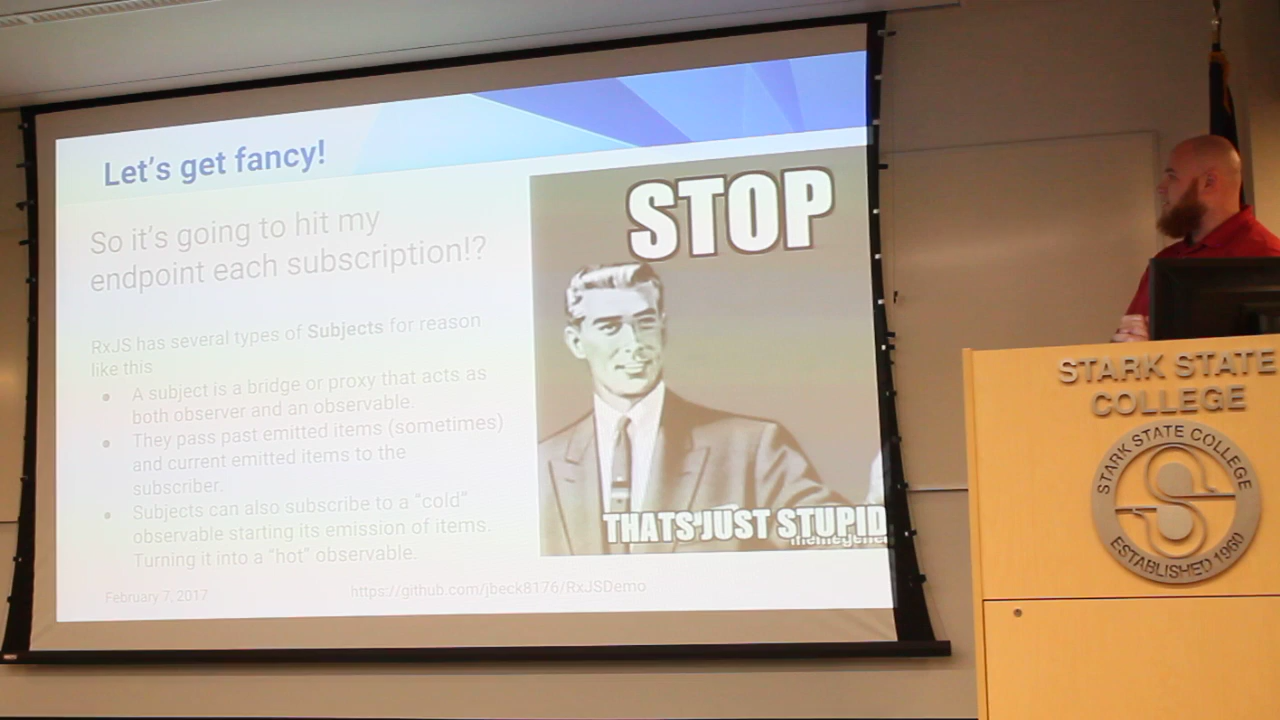 Let's get fancy!
So it's going to hit my
endpoint each subscription!?
RxJS has several types of Subjects for reason
like this
● A subject is a bridge or proxy that acts as
both observer and an observable.
● They pass past emitted items (sometimes)
and current emitted items to the
subscriber.
● Subjects can also subscribe to a "cold"
observable starting its emission of items.
Turning it into a "hot" observable.
February 7, 2017
https://github.com/jbeck8176/RxJSDemo
STOP
THATS JUST STUPID
STARK STATE
COLLEGE
STARK STATE COLLEGE
ESTABLISHED 1960